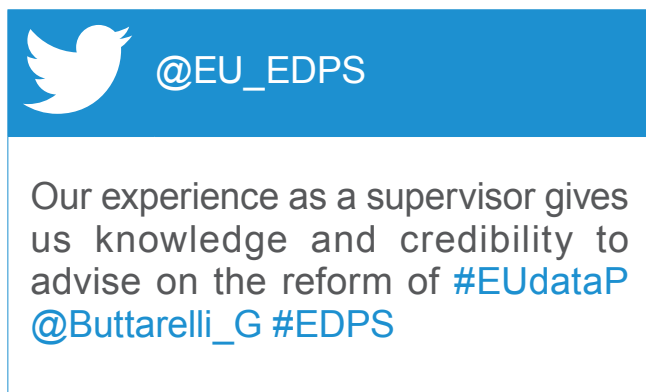 @EU_EDPS
Our experience as a supervisor gives
us knowledge and credibility to
advise on the reform of #EUdataP
@Buttarelli_G #EDPS